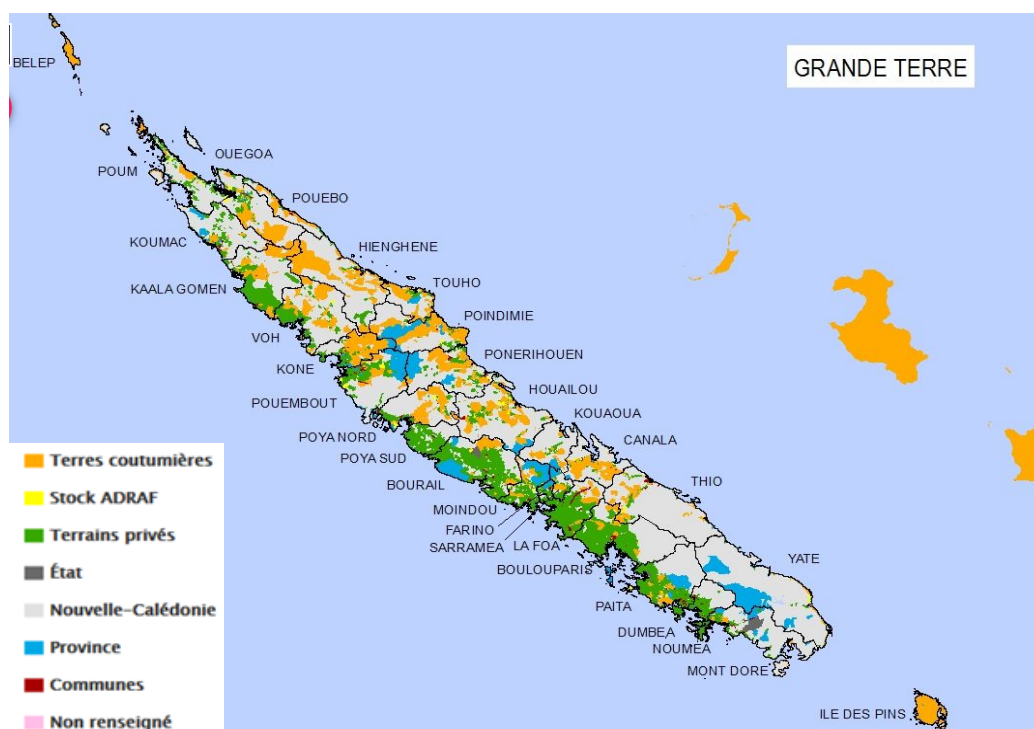 GRANDE TERRE
BELEP
OUEGOA
POUM
POUEBO
KOUMAC
HIENGHENE
KAALA GOMEN
TOUHO
POINDIMIE
VOH
PONERIHOUEN
KONE
HOUAILOU
POUEMBOUT
KOUAOUA
POYA NORD
CANALA
POYA SUD
THIO
BOURAIL
MOINDOU
FARINO
SARRAMEA
LA FOA
YATE
BOULOUPARIS
PAITA
DUMBEA
NOUMEA
MONT DORE
ILE DES PINS
Terres coutumières
Stock ADRAF
Terrains privés
État
Nouvelle-Calédonie
Province
Communes
Non renseigné